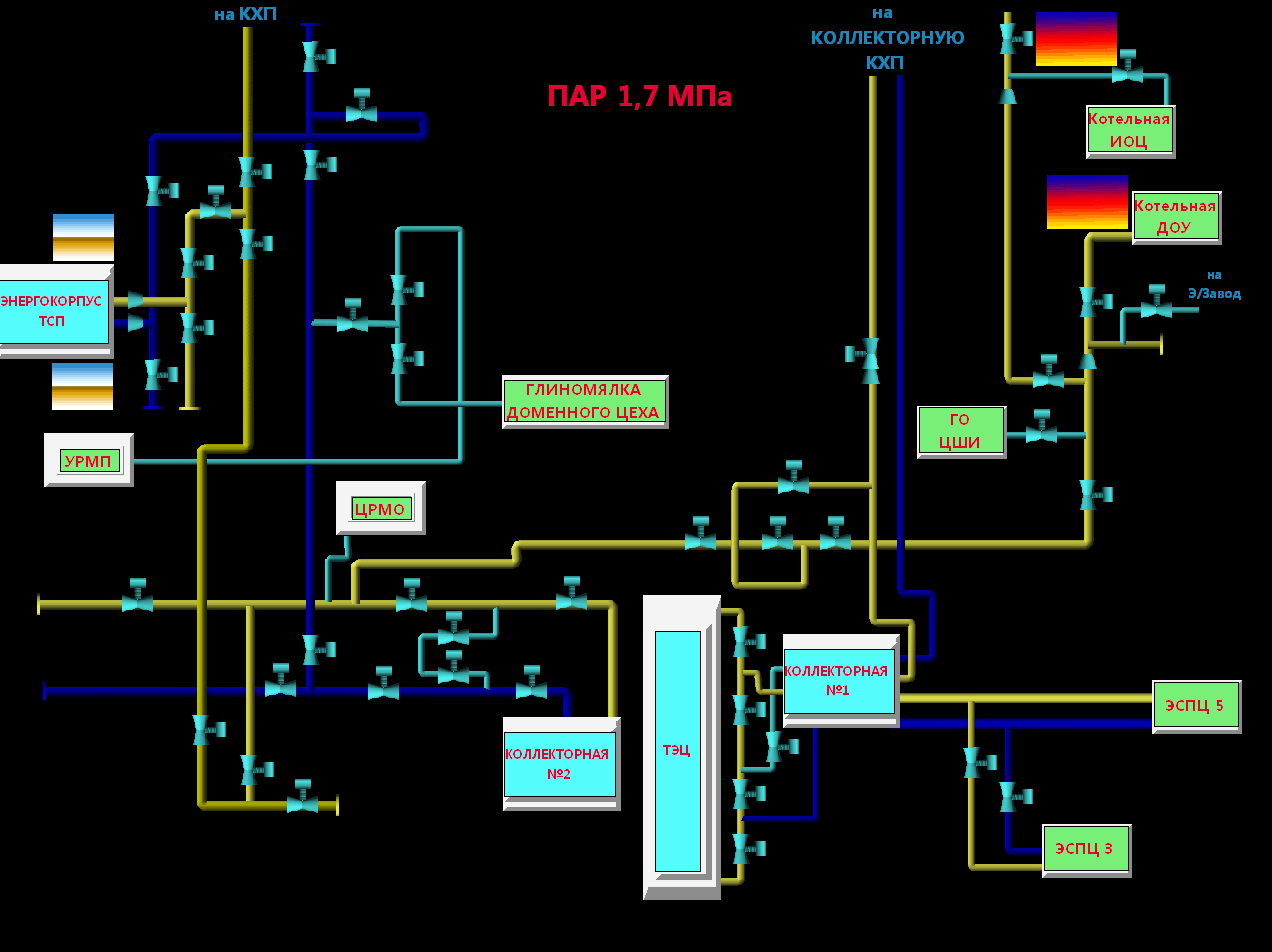 на КХП
на
КОЛЛЕКТОРНУЮ
КХП
ПАР 1,7 МПа
Котельная
ИОЦ
Котельная
ДОУ
на
Э/Завод
ЭНЕРГОКОРПУС
ТСП
ГЛИНОМЯЛКА
ДОМЕННОГО ЦЕХА
ГО
ЦШИ
УРМП
ЦРМО
КОЛЛЕКТОРНАЯ
№1
ЭСПЦ 5
КОЛЛЕКТОРНАЯ
№2
ТЭЦ
ЭСПЦ 3